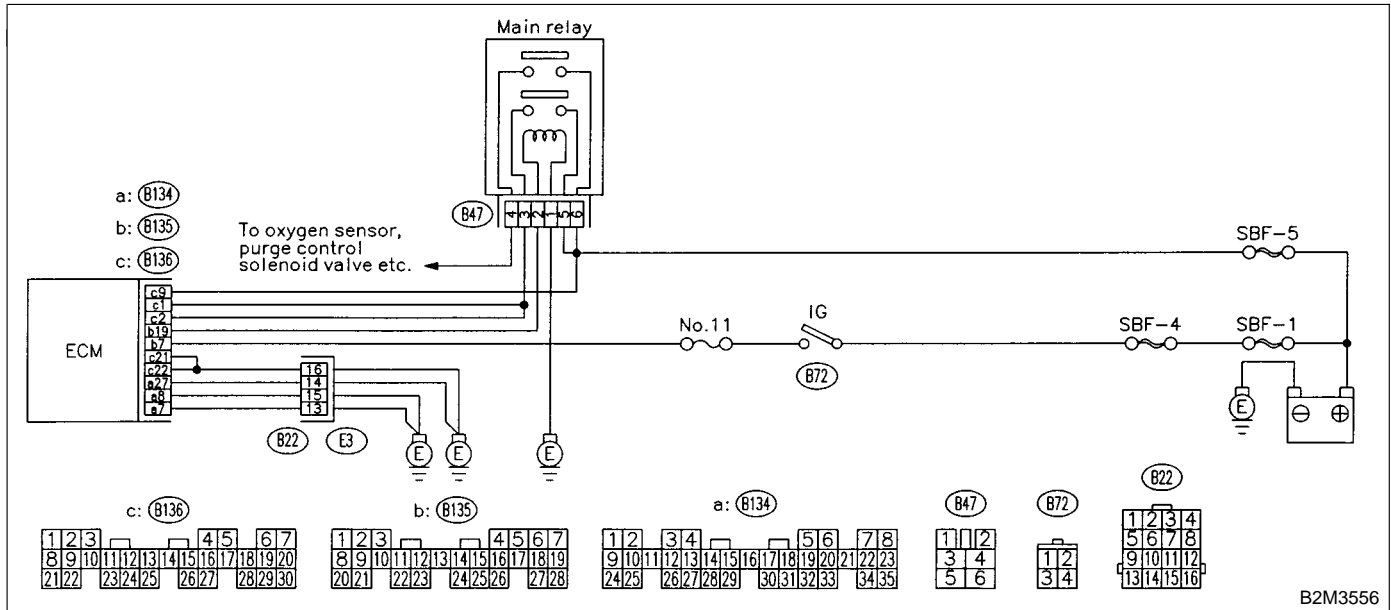 Main relay
4 3 2 1 5 6
B47
a: B134
b: B135
c: B136
To oxygen sensor,
purge control
solenoid valve etc.
SBF-5
ECM
c9
c1
c2
b19
b7
c21
c22
a27
a8
a7
No.11
IG
B72
SBF-4
SBF-1
16
14
15
13
B22
E3
E
E
E
E
⊖ ⊕
c: B136
1 2 3 4 5 6 7
8 9 10 11 12 13 14 15 16 17 18 19 20
21 22 23 24 25 26 27 28 29 30
b: B135
1 2 3 4 5 6 7
8 9 10 11 12 13 14 15 16 17 18 19
20 21 22 23 24 25 26 27 28
a: B134
1 2 3 4 5 6 7 8
9 10 11 12 13 14 15 16 17 18 19 20 21 22 23
24 25 26 27 28 29 30 31 32 33 34 35
B47
1 2
3 4
5 6
B72
1 2
3 4
B22
1 2 3 4
5 6 7 8
9 10 11 12
13 14 15 16
B2M3556